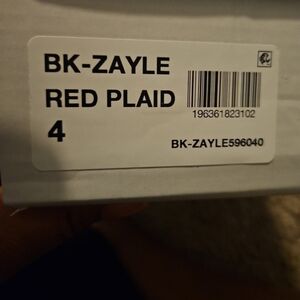 BK-ZAYLE
RED PLAID
4
196361823102
BK-ZAYLE596040